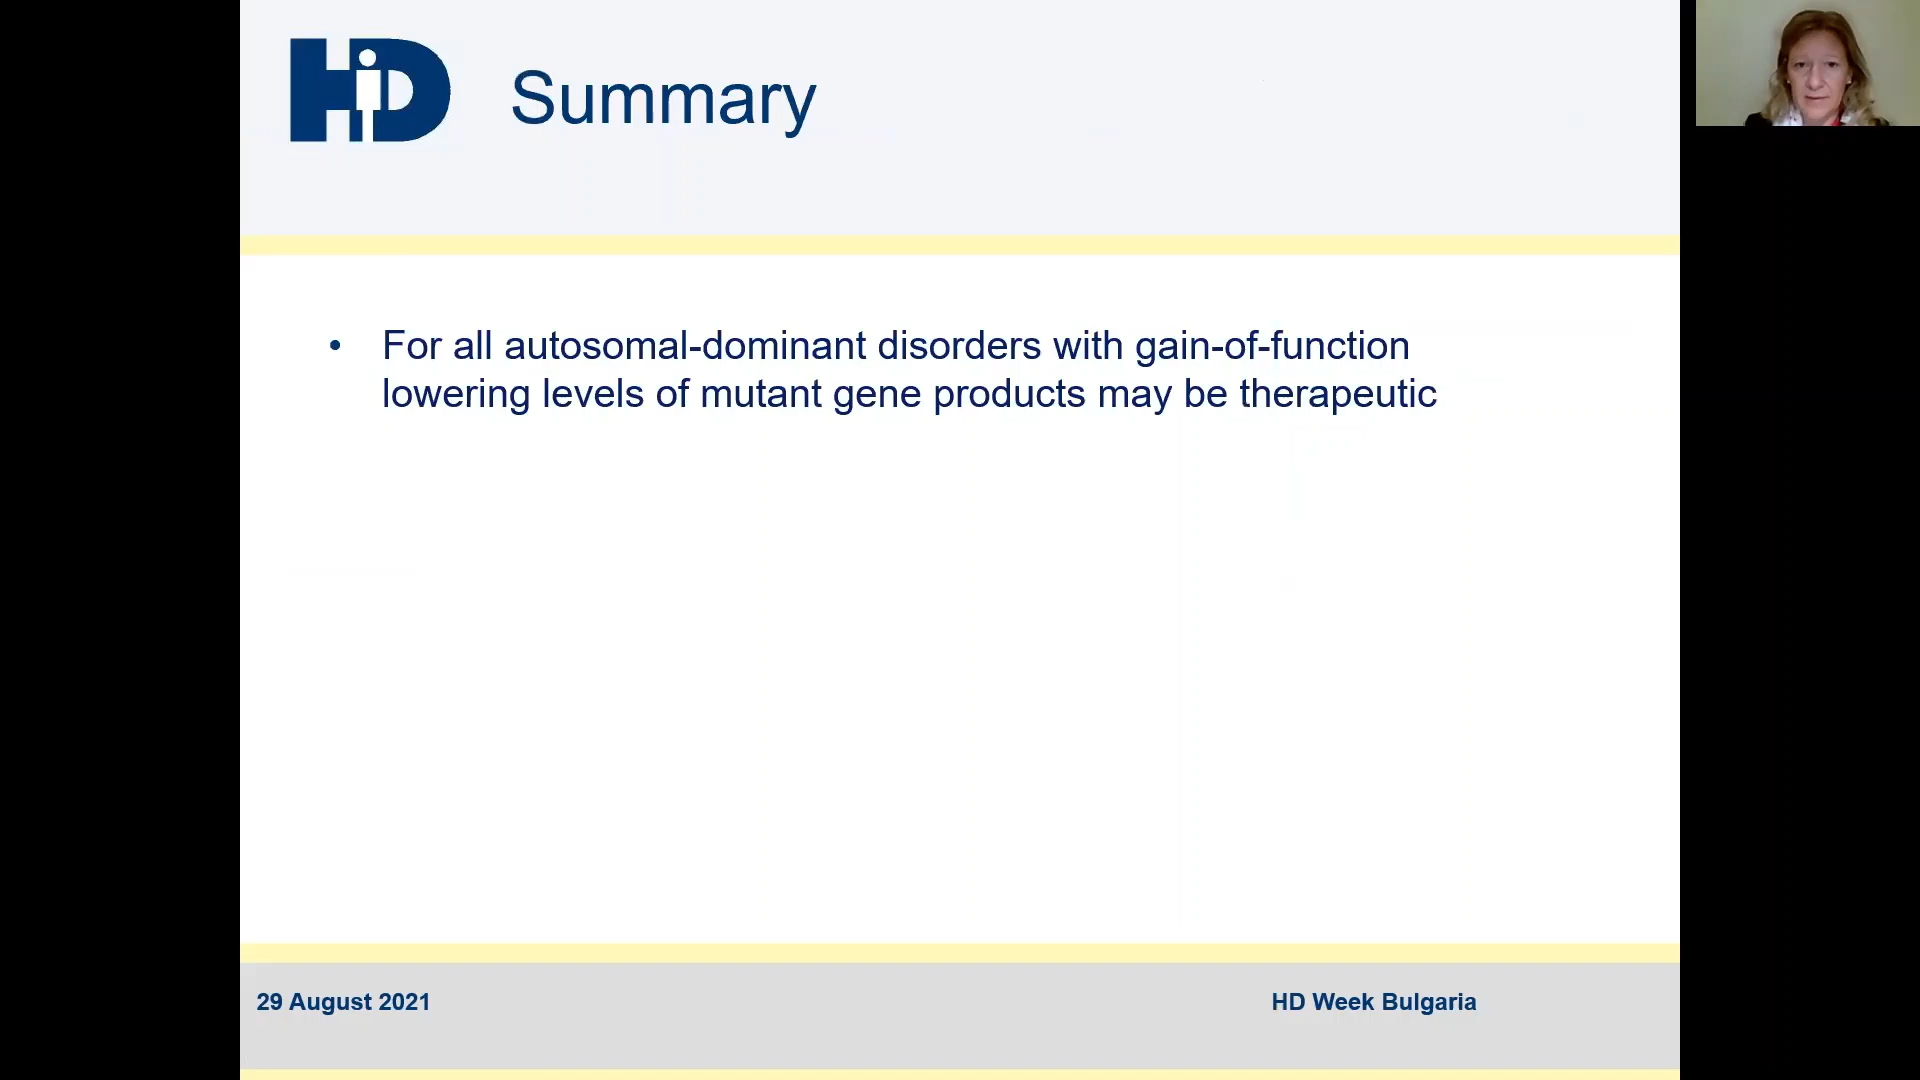 HD
Summary
• For all autosomal-dominant disorders with gain-of-function
lowering levels of mutant gene products may be therapeutic
29 August 2021
HD Week Bulgaria